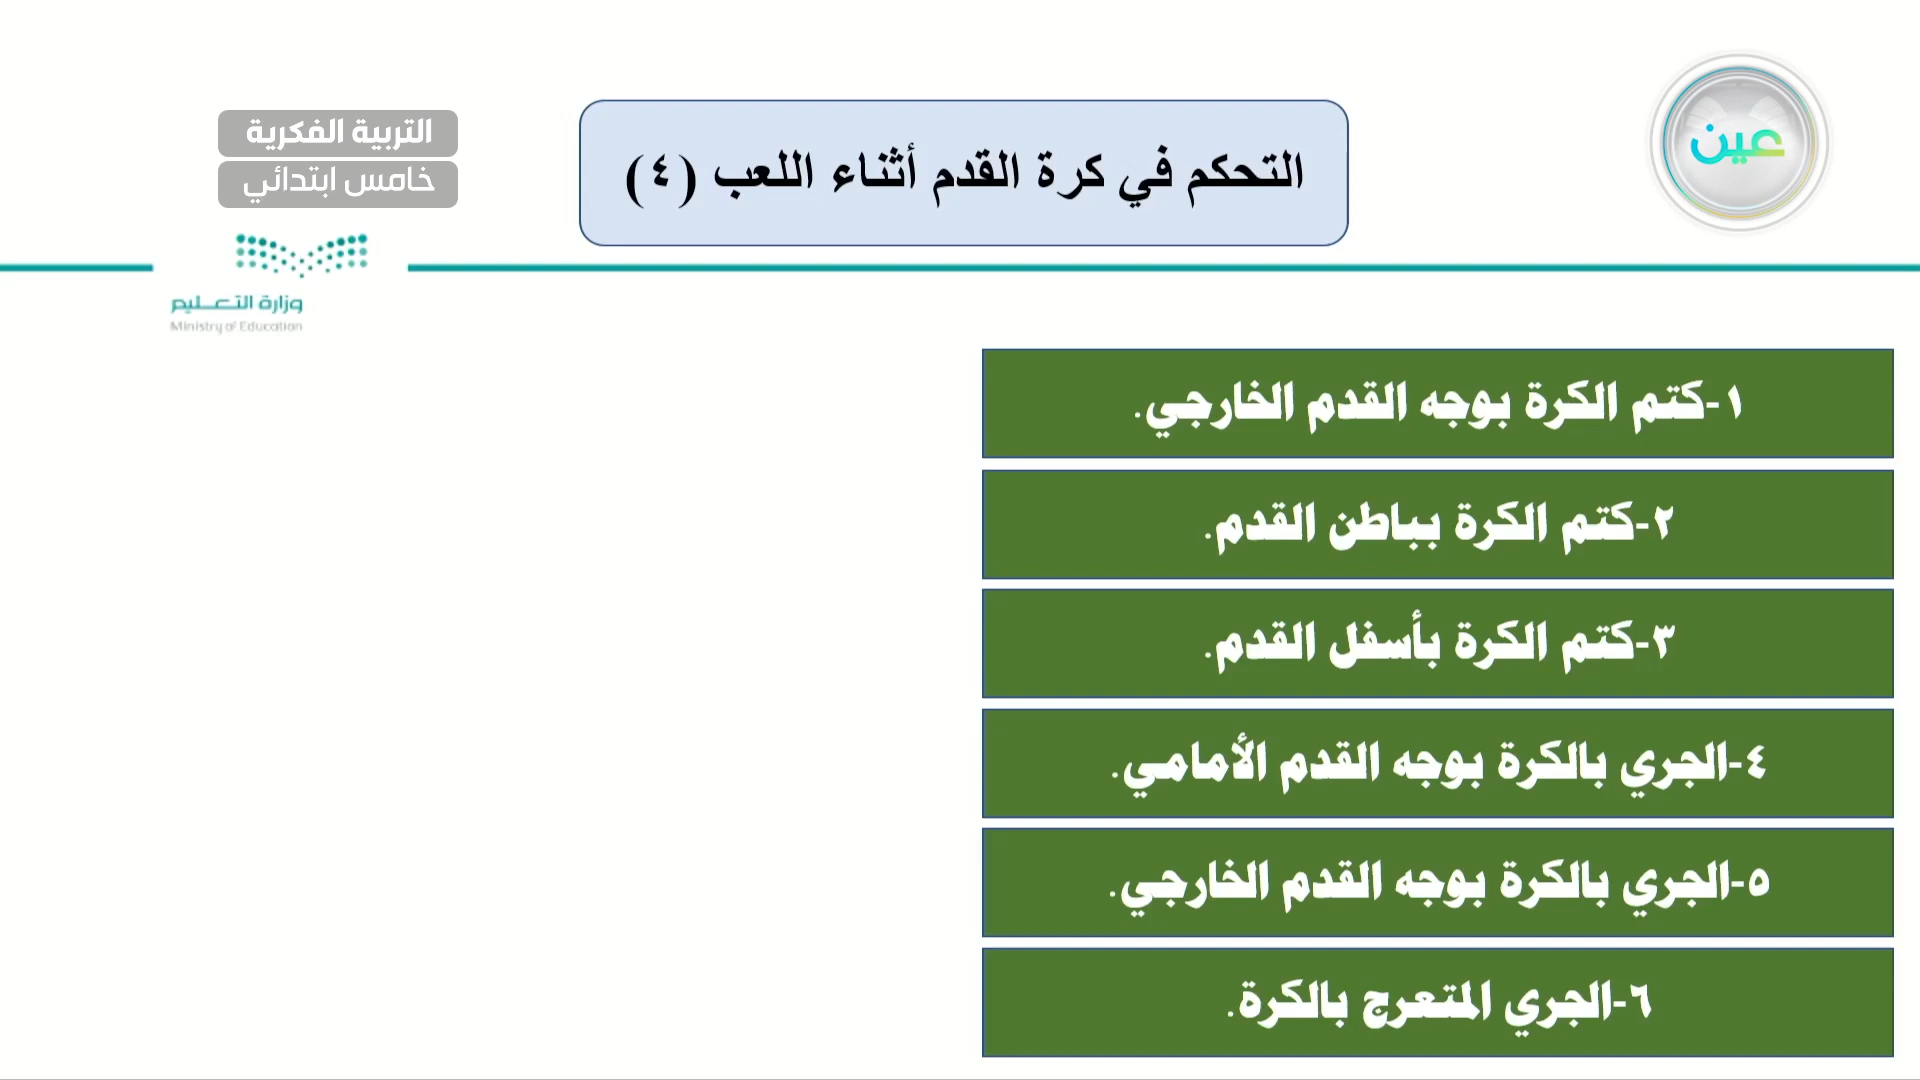 عين
التحكم في كرة القدم أثناء اللعب (٤)
التربية الفكرية
خامس ابتدائي
وزارة التعليم
Ministry of Education
١-كتم الكرة بوجه القدم الخارجي.
٢-كتم الكرة بباطن القدم.
٣-كتم الكرة بأسفل القدم.
٤-الجري بالكرة بوجه القدم الأمامي.
٥-الجري بالكرة بوجه القدم الخارجي.
٦-الجري المتعرج بالكرة.